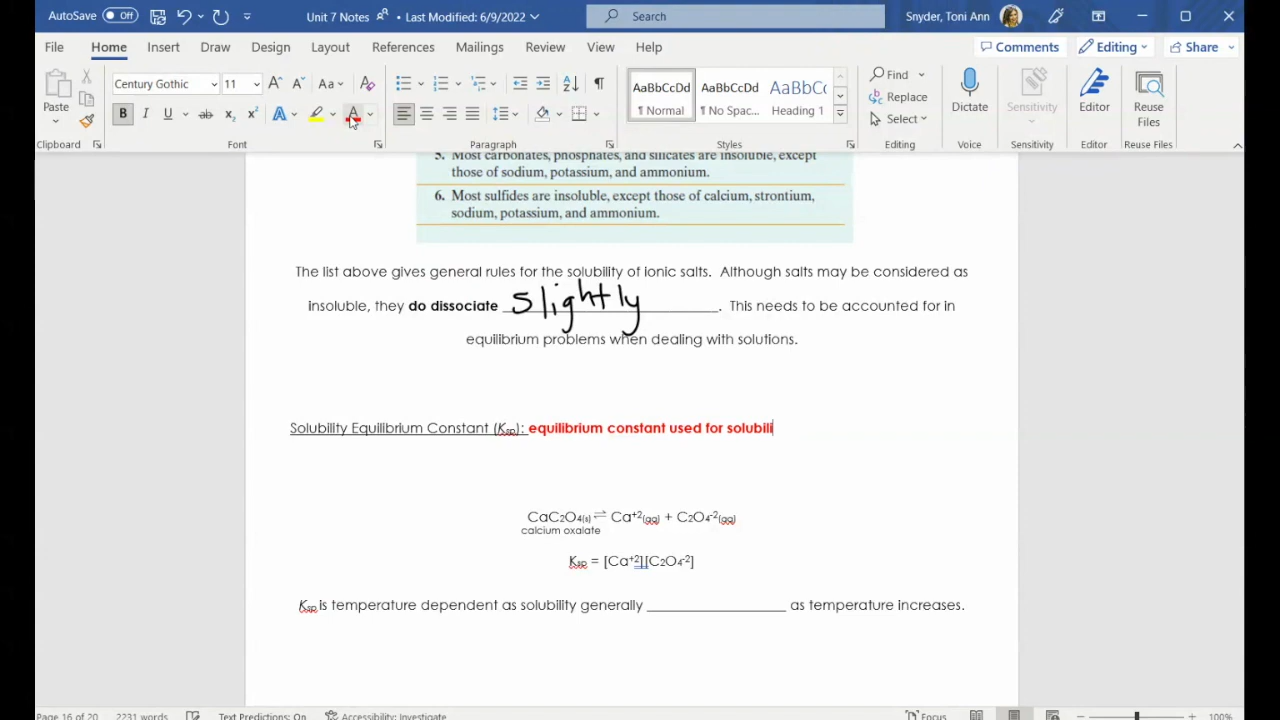 AutoSave Off Unit 7 Notes Last Modified: 6/9/2022 Search Snyder, Toni Ann
File Home Insert Draw Design Layout References Mailings Review View Help Comments Editing Share
Century Gothic 11 Aa AbBbCcDd AbBbCcDd AaBbCc Find
Paste B I U ab x₂ x² A A Normal No Spac... Heading 1 Replace Dictate Sensitivity Editor Reuse Files
Select
Clipboard Font Paragraph Styles Editing Voice Sensitivity Editor Reuse Files
5. Most carbonates, phosphates, and silicates are insoluble, except
those of sodium, potassium, and ammonium.
6. Most sulfides are insoluble, except those of calcium, strontium,
sodium, potassium, and ammonium.
The list above gives general rules for the solubility of ionic salts. Although salts may be considered as
insoluble, they do dissociate slightly. This needs to be accounted for in
equilibrium problems when dealing with solutions.
Solubility Equilibrium Constant (Ksp): equilibrium constant used for solubili
CaC2O4(s) ⇌ Ca+2(aq) + C2O4-2(aq)
calcium oxalate
Ksp = [Ca+2][C2O4-2]
Ksp is temperature dependent as solubility generally ________________ as temperature increases.
Page 16 of 20 2231 words Text Predictions: On Accessibility: Investigate Focus 100%